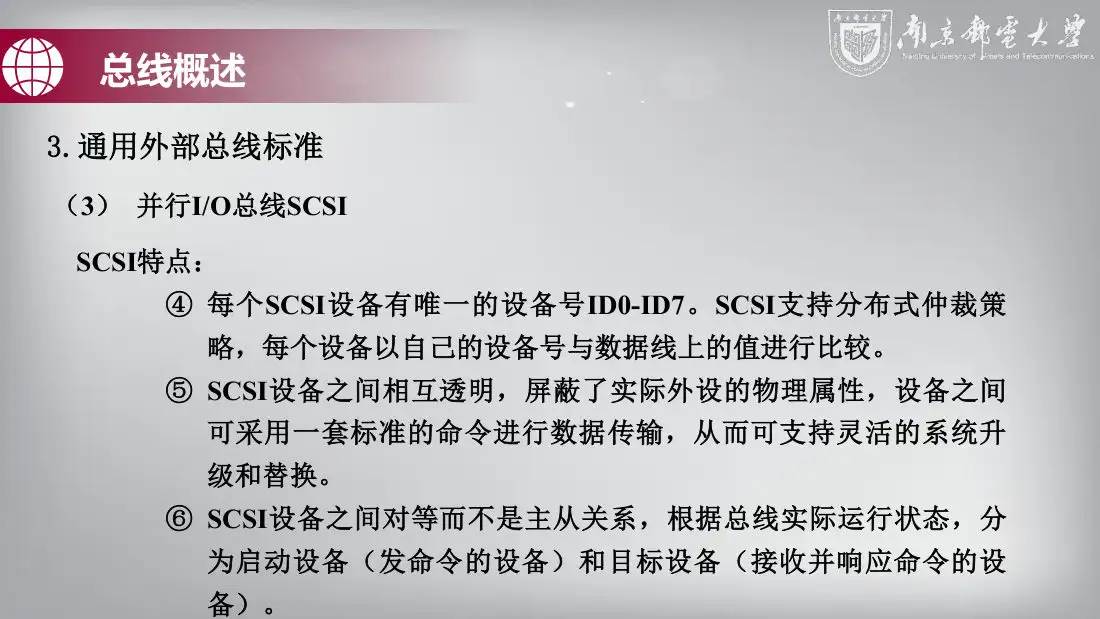 总线概述
南京邮电大学
Nanjing University of Posts and Telecommunications
3.通用外部总线标准
（3） 并行I/O总线SCSI
SCSI特点：
④ 每个SCSI设备有唯一的设备号ID0-ID7。SCSI支持分布式仲裁策
略，每个设备以自己的设备号与数据线上的值进行比较。
⑤ SCSI设备之间相互透明，屏蔽了实际外设的物理属性，设备之间
可采用一套标准的命令进行数据传输，从而可支持灵活的系统升
级和替换。
⑥ SCSI设备之间对等而不是主从关系，根据总线实际运行状态，分
为启动设备（发命令的设备）和目标设备（接收并响应命令的设
备）。